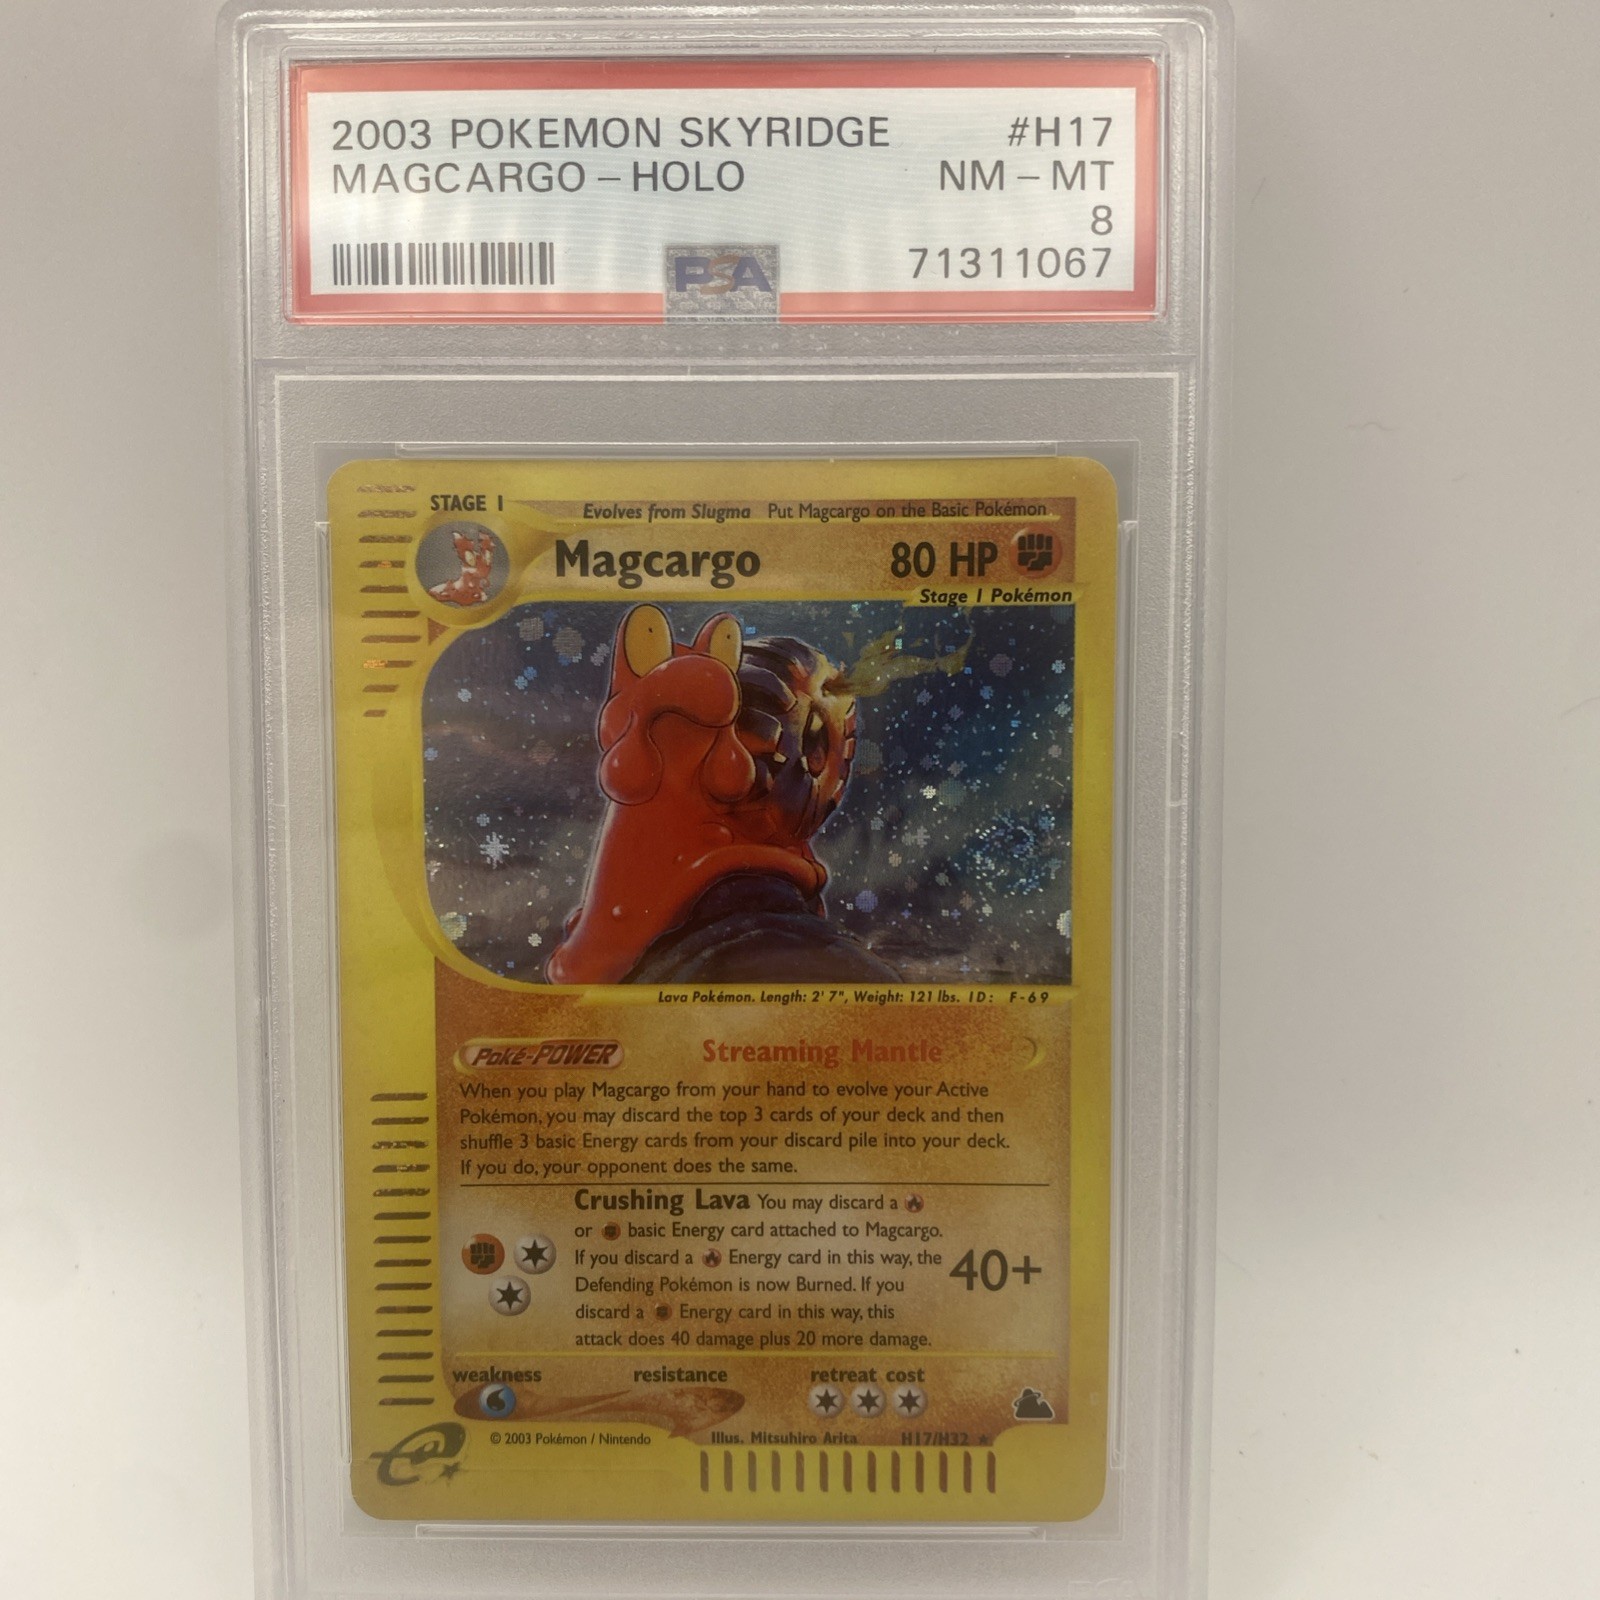 2003 POKEMON SKYRIDGE #H17
MAGCARGO - HOLO NM - MT
8
PSA 71311067
STAGE 1 Evolves from Slugma Put Magcargo on the Basic Pokémon
Magcargo 80 HP
Stage 1 Pokémon
Lava Pokémon. Length: 2' 7", Weight: 121 lbs. ID: F-69
Poké-POWER Streaming Mantle
When you play Magcargo from your hand to evolve your Active
Pokémon, you may discard the top 3 cards of your deck and then
shuffle 3 basic Energy cards from your discard pile into your deck.
If you do, your opponent does the same.
Crushing Lava You may discard a
or basic Energy card attached to Magcargo.
If you discard a Energy card in this way, the
Defending Pokémon is now Burned. If you
discard a Energy card in this way, this
attack does 40 damage plus 20 more damage.
40+
weakness resistance retreat cost
© 2003 Pokémon / Nintendo Illus. Mitsuhiro Arita H17/H32 ★